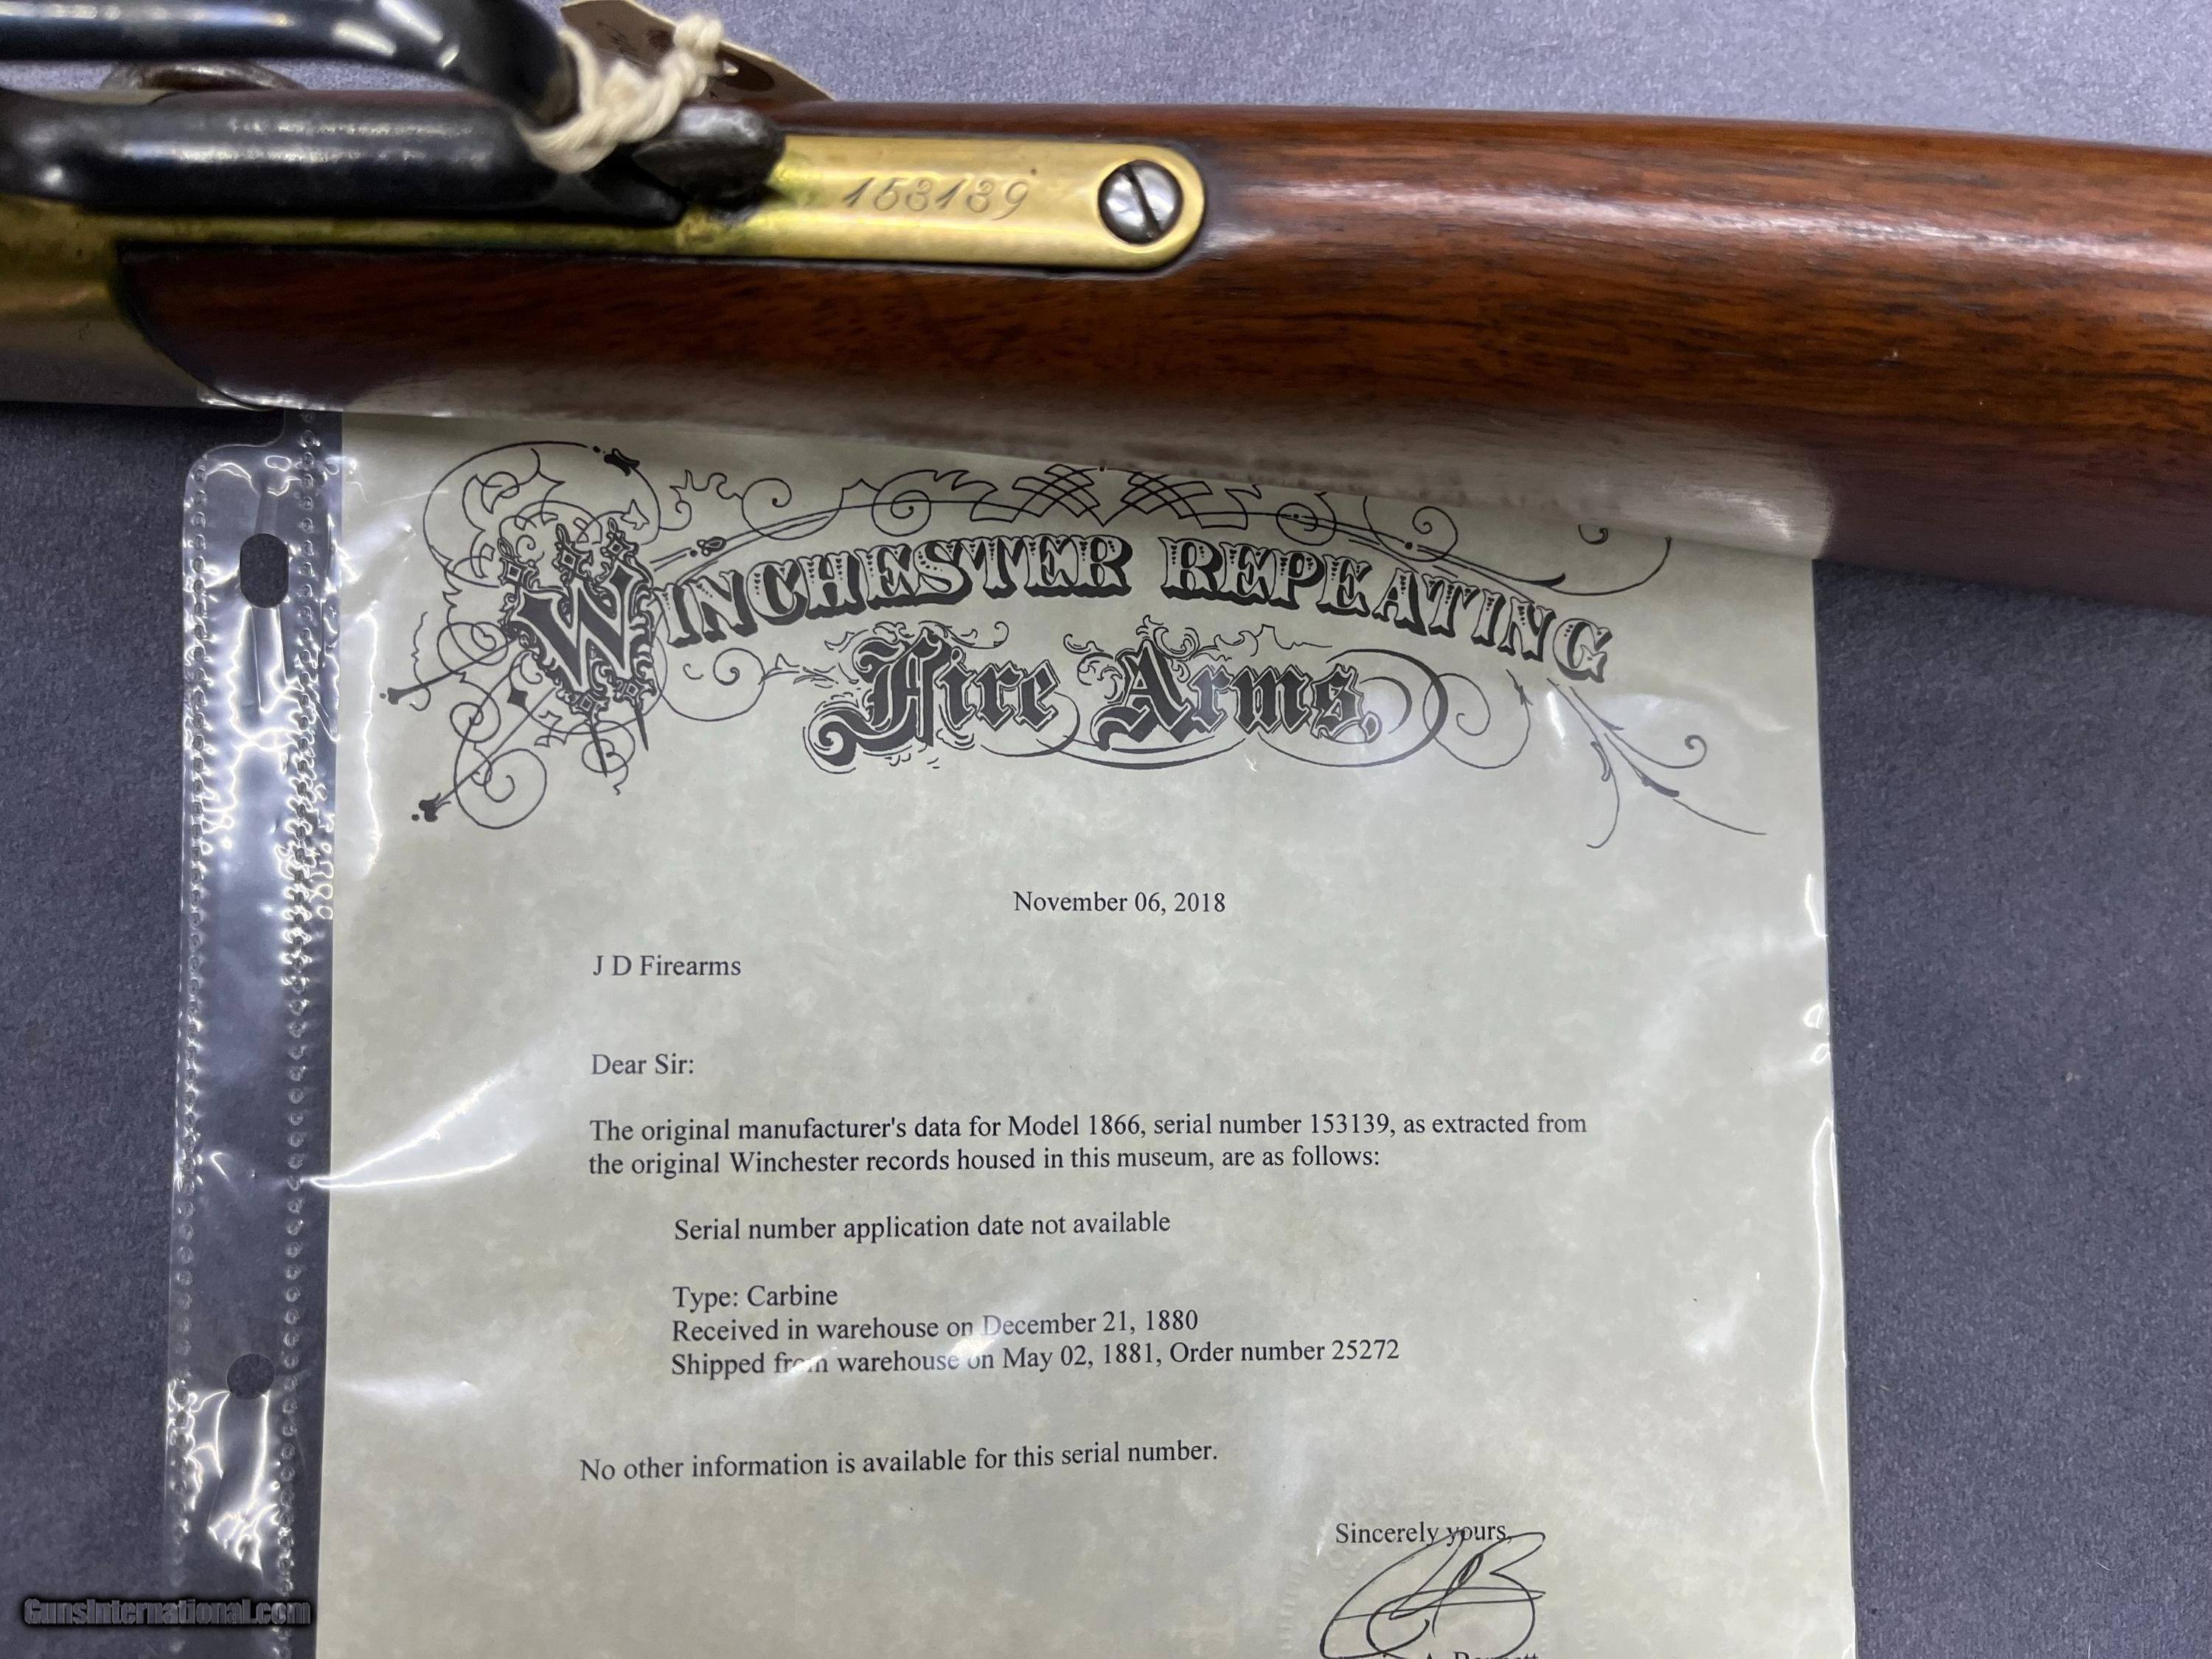 153139
WINCHESTER REPEATING
Fire Arms,
November 06, 2018
J D Firearms
Dear Sir:
The original manufacturer's data for Model 1866, serial number 153139, as extracted from
the original Winchester records housed in this museum, are as follows:
Serial number application date not available
Type: Carbine
Received in warehouse on December 21, 1880
Shipped from warehouse on May 02, 1881, Order number 25272
No other information is available for this serial number.
Sincerely yours,
GunsInternational.com